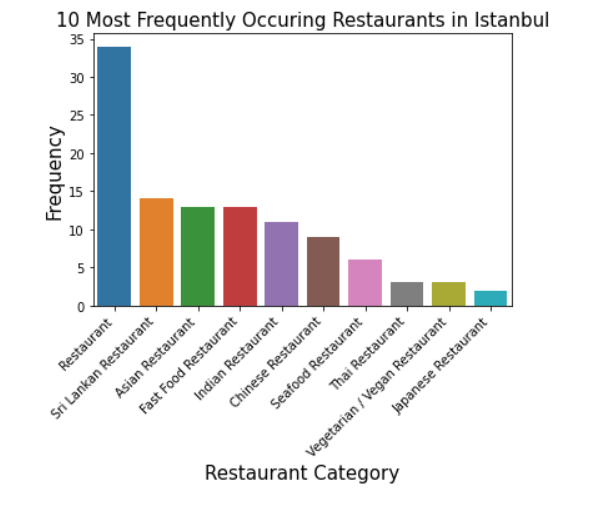 10 Most Frequently Occuring Restaurants in Istanbul
Frequency
35
30
25
20
15
10
5
0
Restaurant
Sri Lankan Restaurant
Asian Restaurant
Fast Food Restaurant
Indian Restaurant
Chinese Restaurant
Seafood Restaurant
Thai Restaurant
Vegetarian / Vegan Restaurant
Japanese Restaurant
Restaurant Category